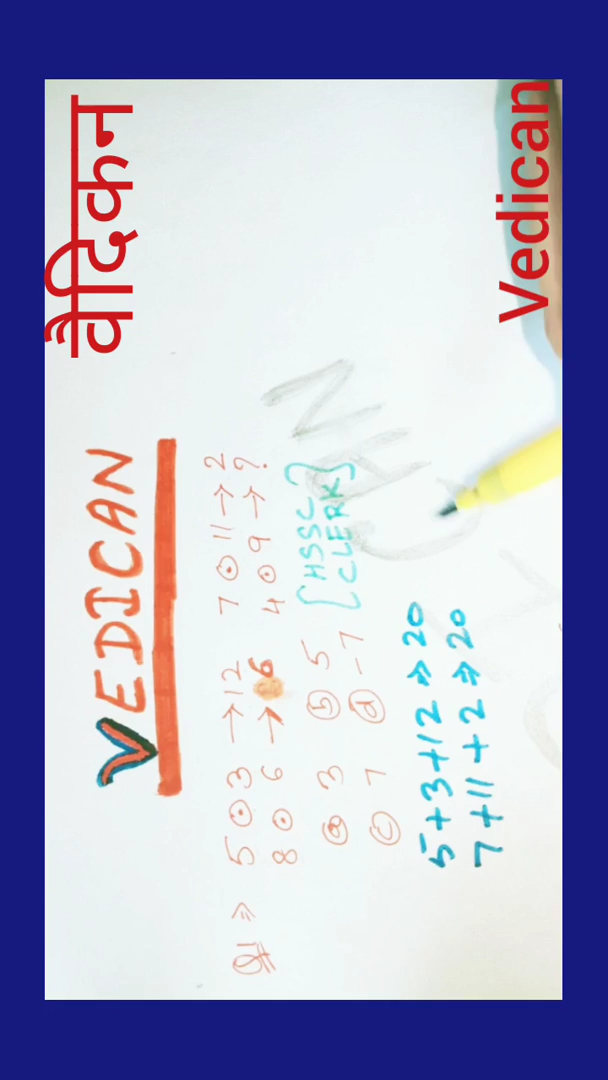 वैदिकन
Vedican
VEDICAN
Q1 ⇒ 5 ⊙ 3 → 12 7 ⊙ 11 → 2
8 ⊙ 6 → 6 4 ⊙ 9 → ?
ⓐ 3 ⓑ 5 [HSSC
ⓒ 7 ⓓ -7 CLERK]
5+3+12 ⇒ 20
7+11+2 ⇒ 20